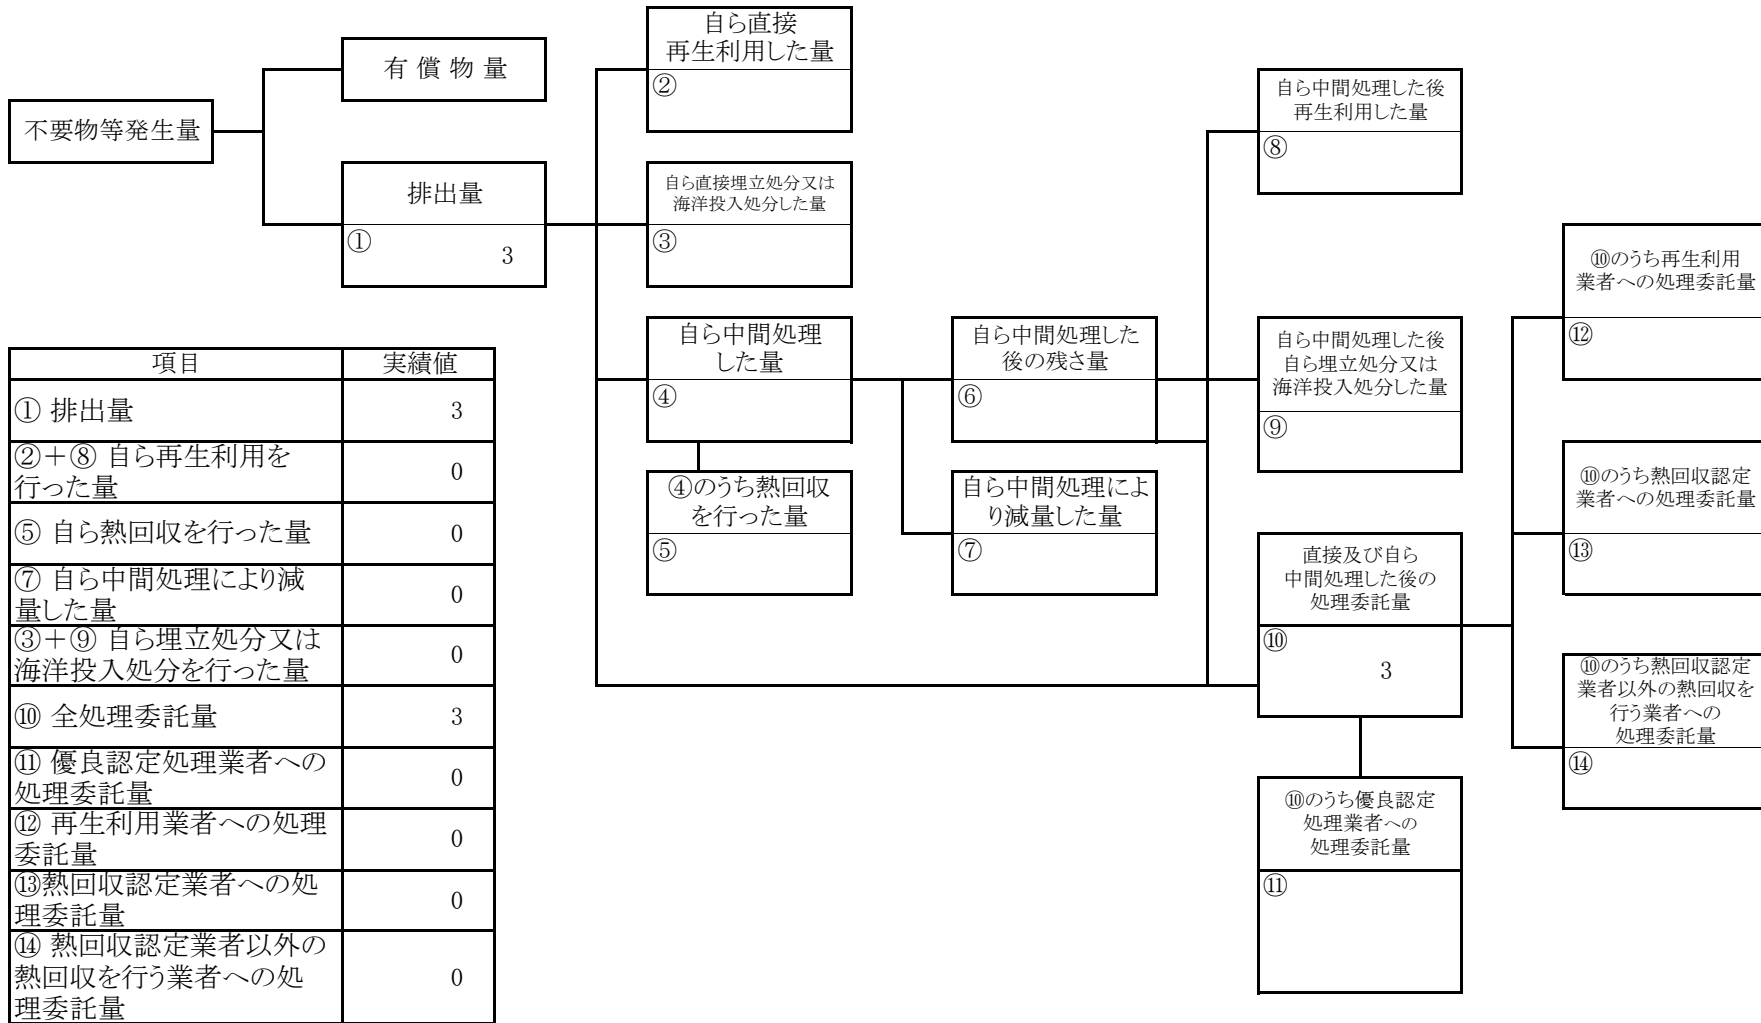 不要物等発生量
有 償 物 量
排出量
①
3
自ら直接
再生利用した量
②
自ら直接埋立処分又は
海洋投入処分した量
③
自ら中間処理
した量
④
④のうち熱回収
を行った量
⑤
自ら中間処理した
後の残さ量
⑥
自ら中間処理によ
り減量した量
⑦
自ら中間処理した後
再生利用した量
⑧
自ら中間処理した後
自ら埋立処分又は
海洋投入処分した量
⑨
直接及び自ら
中間処理した後の
処理委託量
⑩
3
⑩のうち優良認定
処理業者への
処理委託量
⑪
⑩のうち再生利用
業者への処理委託量
⑫
⑩のうち熱回収認定
業者への処理委託量
⑬
⑩のうち熱回収認定
業者以外の熱回収を
行う業者への
処理委託量
⑭
項目 実績値
① 排出量 3
②+⑧ 自ら再生利用を
行った量 0
⑤ 自ら熱回収を行った量 0
⑦ 自ら中間処理により減
量した量 0
③+⑨ 自ら埋立処分又は
海洋投入処分を行った量 0
⑩ 全処理委託量 3
⑪ 優良認定処理業者への
処理委託量 0
⑫ 再生利用業者への処理
委託量 0
⑬熱回収認定業者への処
理委託量 0
⑭ 熱回収認定業者以外の
熱回収を行う業者への処
理委託量 0